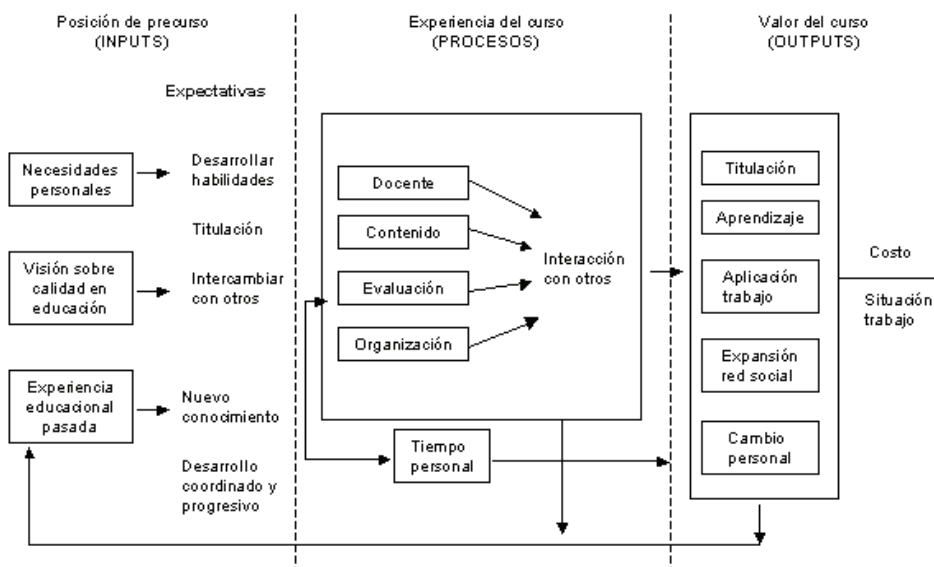 Posición de precurso
(INPUTS)
Experiencia del curso
(PROCESOS)
Valor del curso
(OUTPUTS)
Expectativas
Necesidades
personales
Desarrollar
habilidades
Titulación
Visión sobre
calidad en
educación
Intercambiar
con otros
Experiencia
educacional
pasada
Nuevo
conocimiento
Desarrollo
coordinado y
progresivo
Docente
Contenido
Evaluación
Organización
Interacción
con otros
Tiempo
personal
Titulación
Aprendizaje
Aplicación
trabajo
Expansión
red social
Cambio
personal
Costo
Situación
trabajo